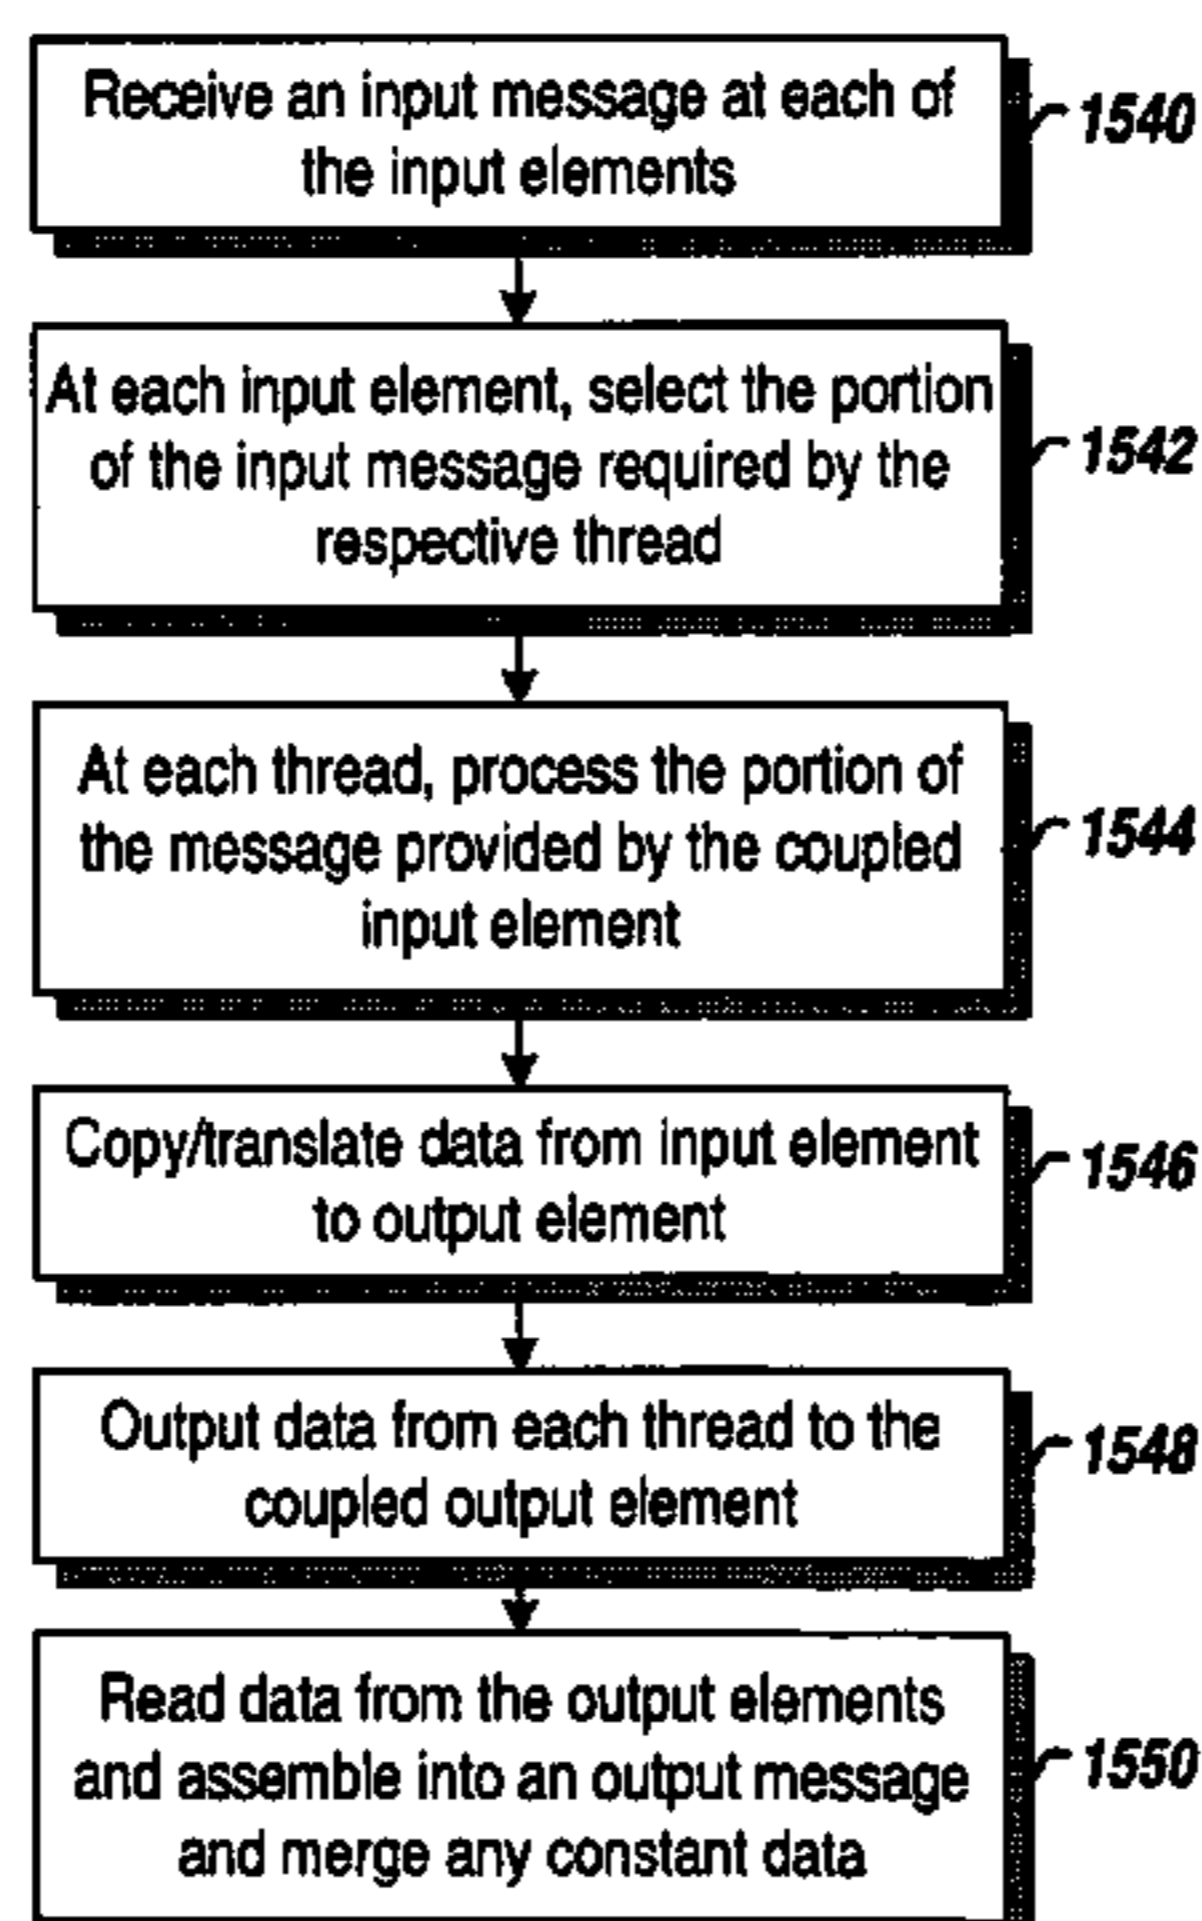 Receive an input message at each of
the input elements
1540
At each input element, select the portion
of the input message required by the
respective thread
1542
At each thread, process the portion of
the message provided by the coupled
input element
1544
Copy/translate data from input element
to output element
1546
Output data from each thread to the
coupled output element
1548
Read data from the output elements
and assemble into an output message
and merge any constant data
1550